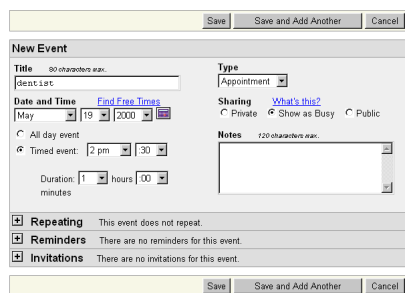 Save Save and Add Another Cancel
New Event
Title 80 characters max.
dentist
Type
Appointment
Date and Time Find Free Times
May 19 2000
Sharing What's this?
Private Show as Busy Public
All day event
Timed event: 2 pm :30
Duration: 1 hours :00
minutes
Notes 120 characters max.
Repeating This event does not repeat.
Reminders There are no reminders for this event.
Invitations There are no invitations for this event.
Save Save and Add Another Cancel